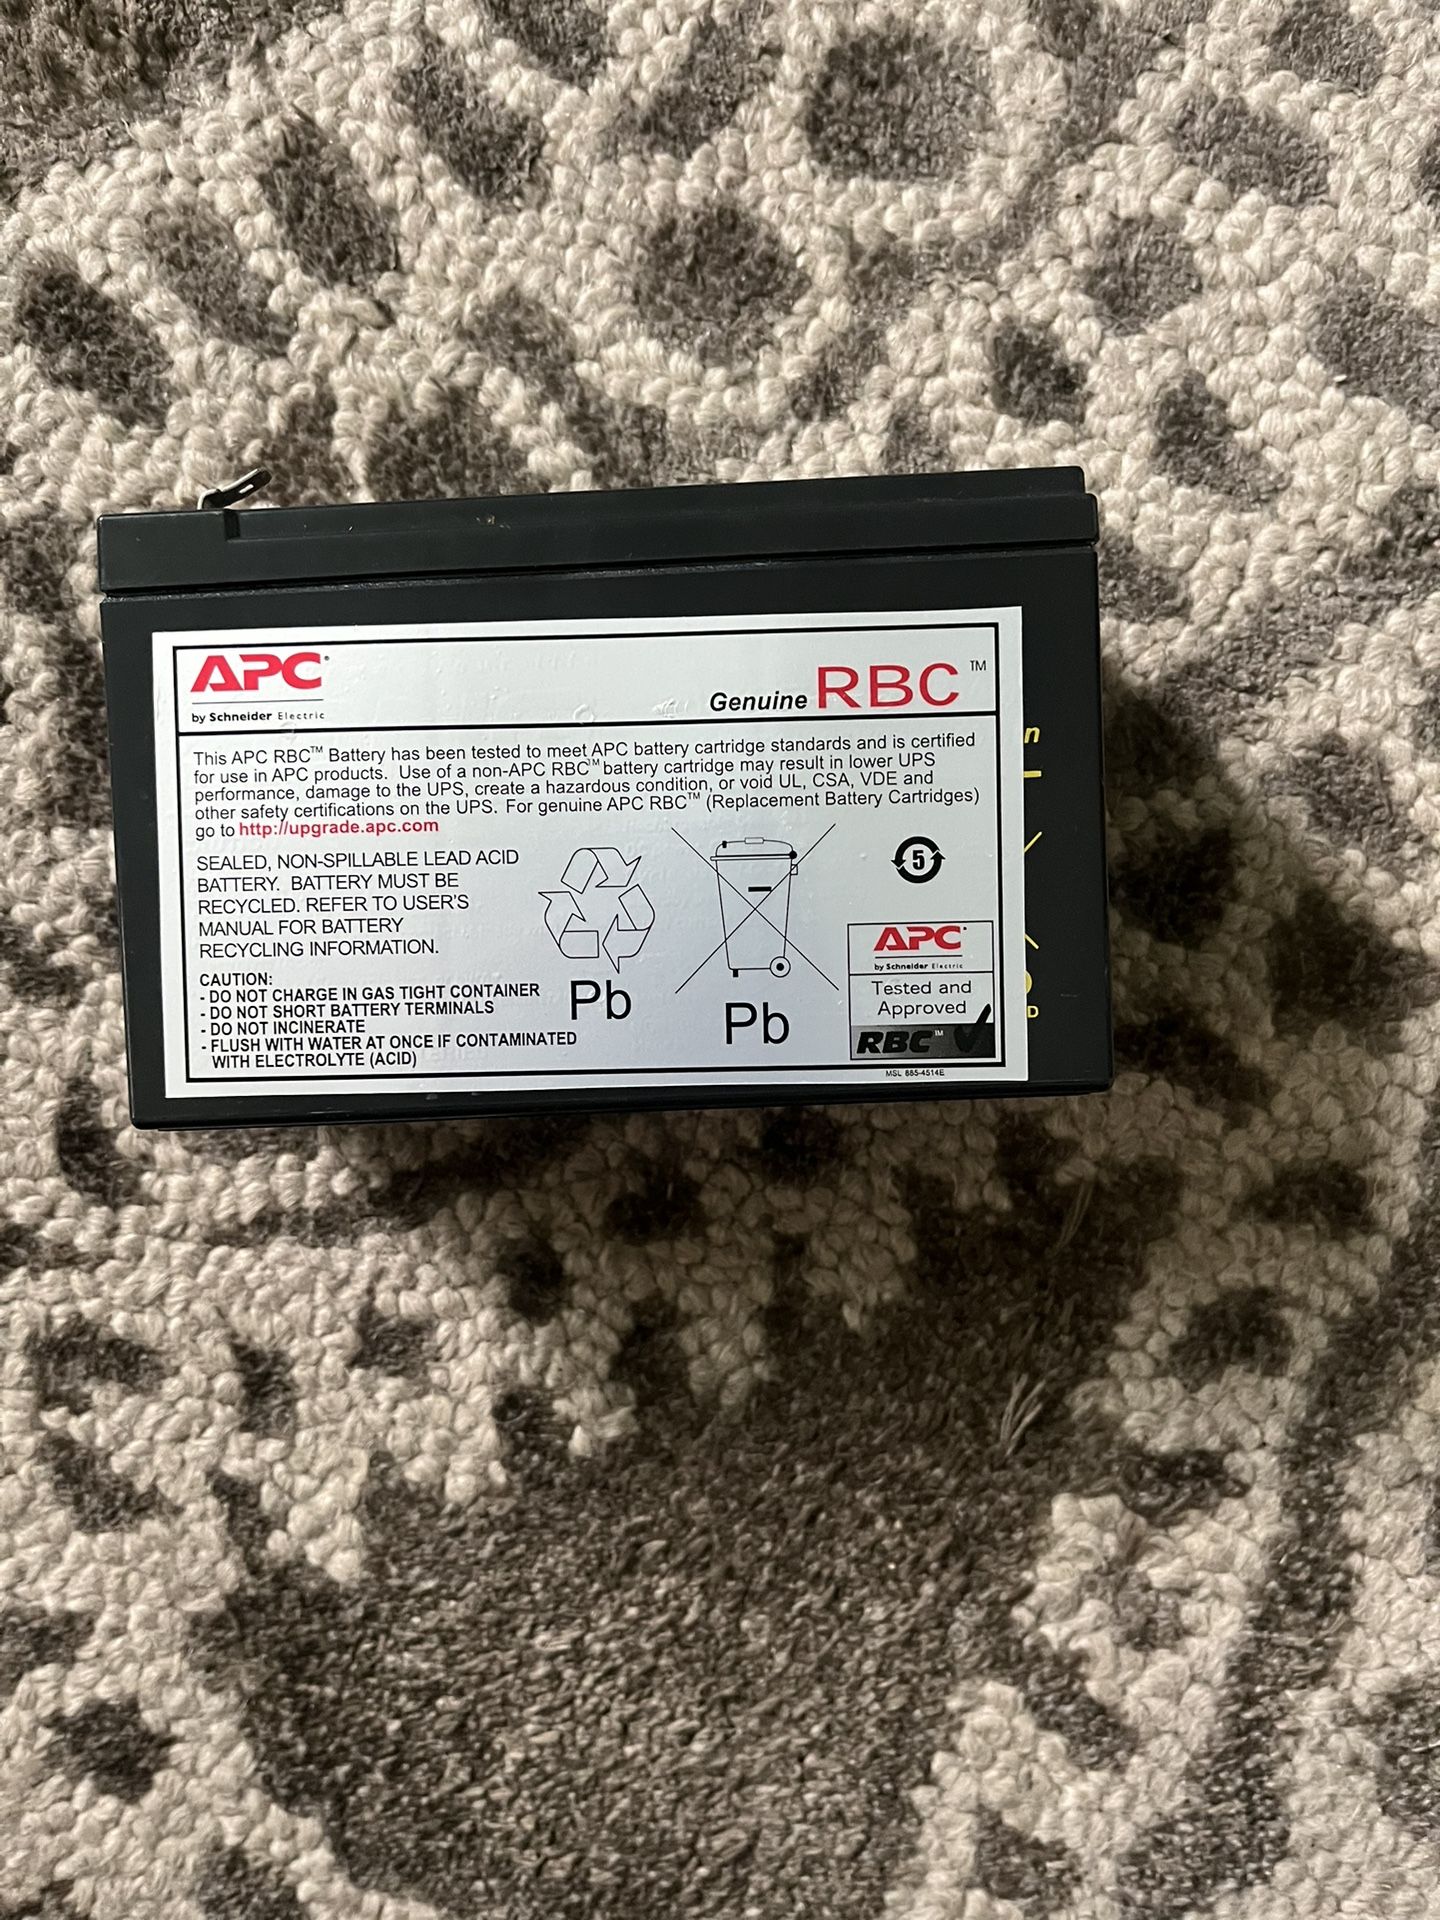 APC
by Schneider Electric
Genuine RBC™
This APC RBC™ Battery has been tested to meet APC battery cartridge standards and is certified
for use in APC products. Use of a non-APC RBC™ battery cartridge may result in lower UPS
performance, damage to the UPS, create a hazardous condition, or void UL, CSA, VDE and
other safety certifications on the UPS. For genuine APC RBC™ (Replacement Battery Cartridges)
go to http://upgrade.apc.com
SEALED, NON-SPILLABLE LEAD ACID
BATTERY. BATTERY MUST BE
RECYCLED. REFER TO USER'S
MANUAL FOR BATTERY
RECYCLING INFORMATION.
CAUTION:
- DO NOT CHARGE IN GAS TIGHT CONTAINER
- DO NOT SHORT BATTERY TERMINALS
- DO NOT INCINERATE
- FLUSH WITH WATER AT ONCE IF CONTAMINATED
WITH ELECTROLYTE (ACID)
Pb
Pb
5
APC
by Schneider Electric
Tested and
Approved
RBC™
MSL 885-4514E
n
D